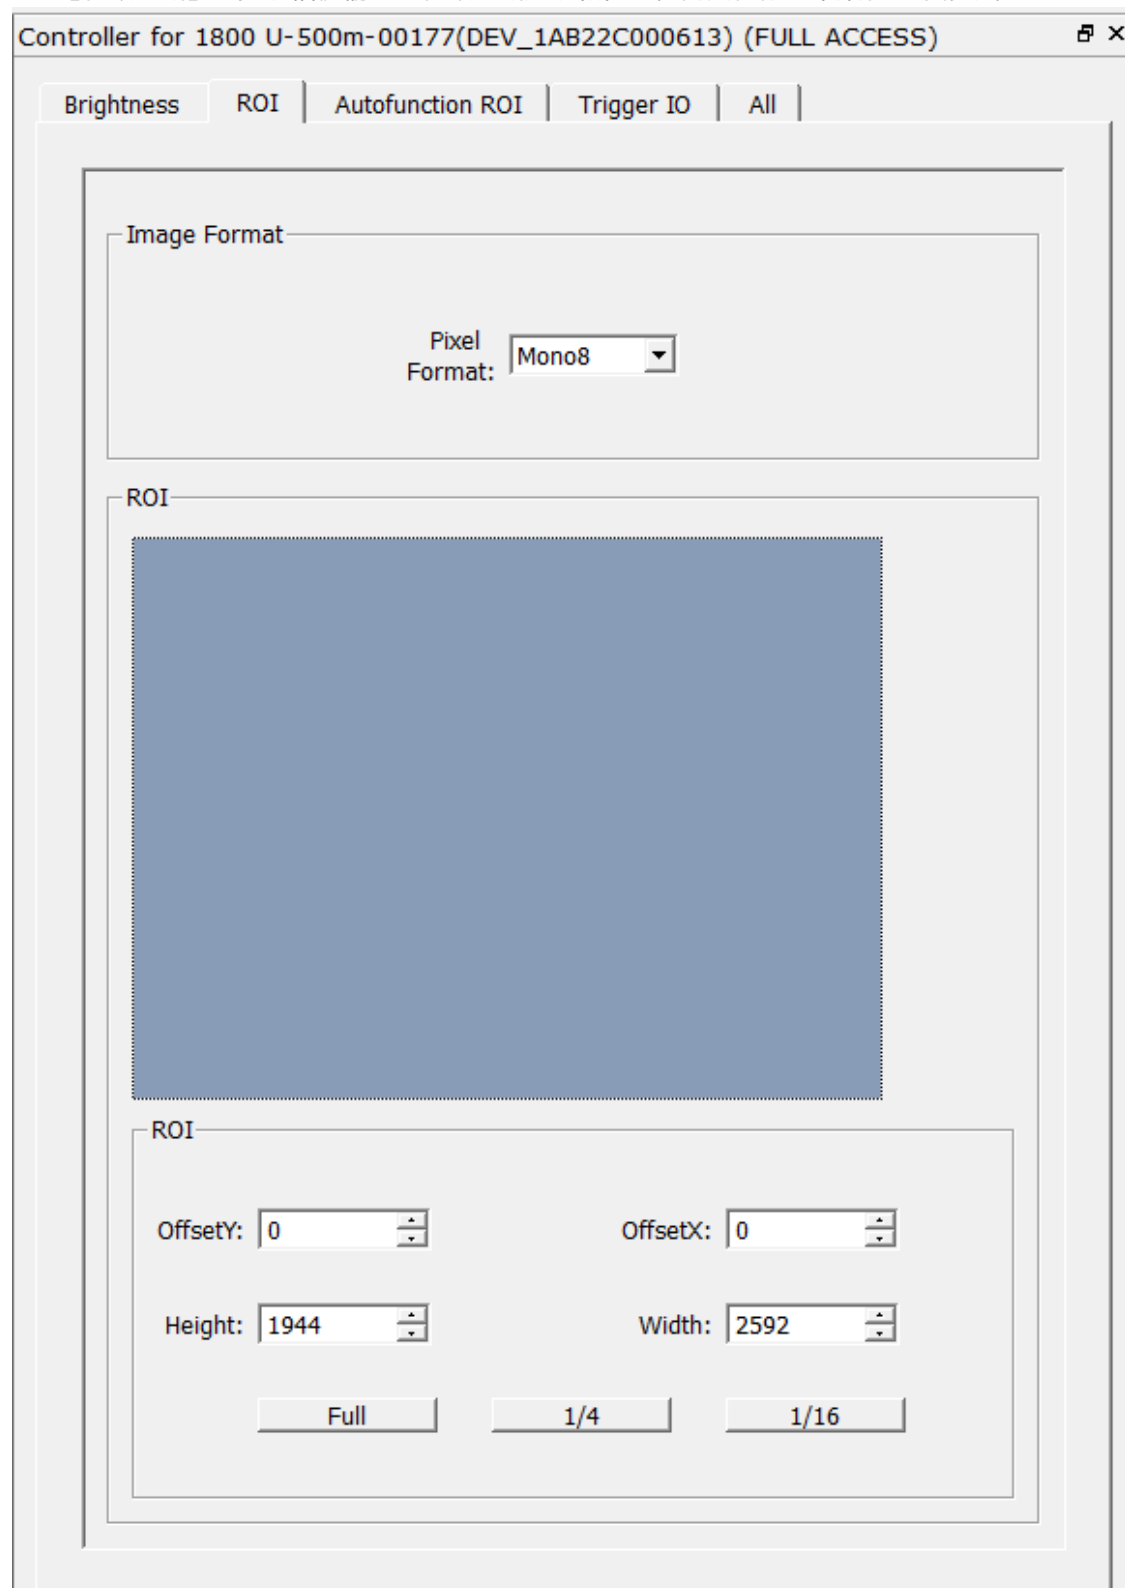 Controller for 1800 U-500m-00177(DEV_1AB22C000613) (FULL ACCESS)
Brightness ROI Autofunction ROI Trigger IO All
Image Format
Pixel
Format: Mono8
ROI
ROI
OffsetY: 0 OffsetX: 0
Height: 1944 Width: 2592
Full 1/4 1/16